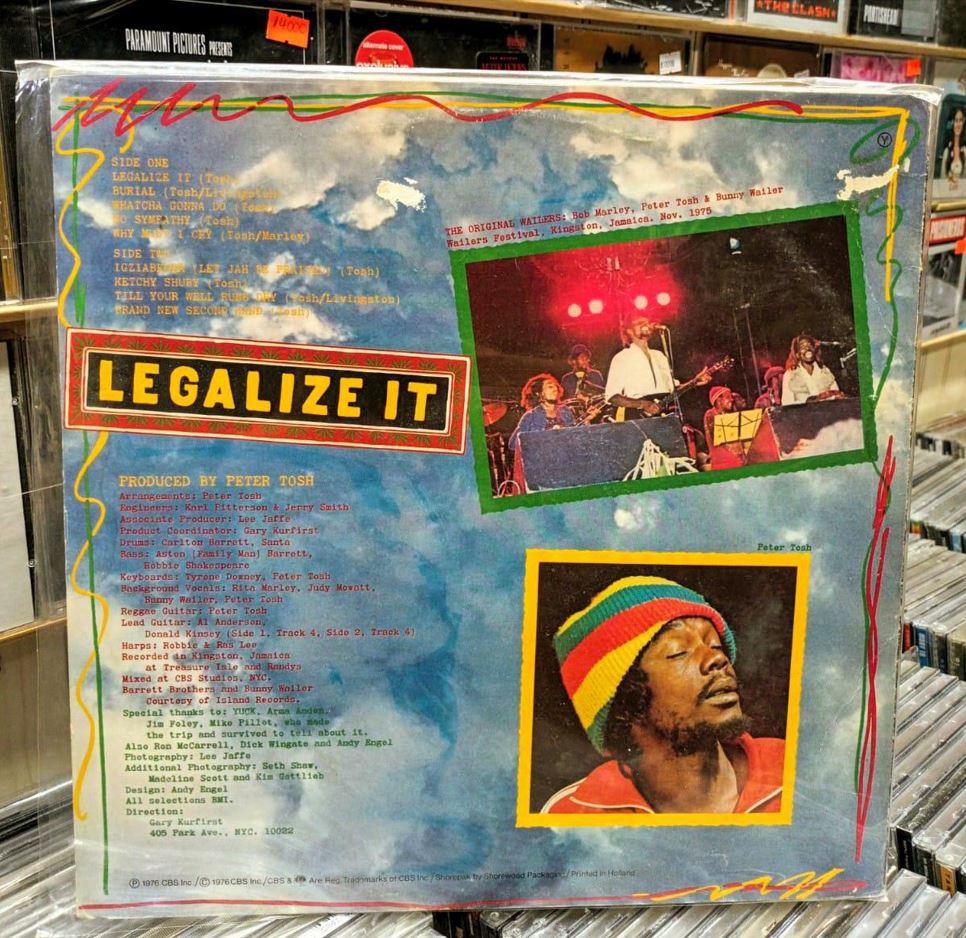 PARAMOUNT PICTURES PRESENTS
alternate cover
exclusive
THE CLASH
PORTISHEAD
Y
SIDE ONE
LEGALIZE IT (Tosh)
BURIAL (Tosh/Livingston)
WHATCHA GONNA DO (Tosh)
NO SYMPATHY (Tosh)
WHY MUST I CRY (Tosh/Marley)
SIDE TWO
IGZIABEHER (LET JAH BE PRAISED) (Tosh)
KETCHY SHUBY (Tosh)
TILL YOUR WELL RUNS DRY (Tosh/Livingston)
BRAND NEW SECOND HAND (Tosh)
THE ORIGINAL WAILERS: Bob Marley, Peter Tosh & Bunny Wailer
Wailers Festival, Kingston, Jamaica. Nov. 1975
LEGALIZE IT
PRODUCED BY PETER TOSH
Arrangements: Peter Tosh
Engineers: Karl Pitterson & Jerry Smith
Associate Producer: Lee Jaffe
Product Coordinator: Gary Kurfirst
Drums: Carlton Barrett, Santa
Bass: Aston (Family Man) Barrett,
Robbie Shakespeare
Keyboards: Tyrone Downey, Peter Tosh
Background Vocals: Rita Marley, Judy Mowatt,
Bunny Wailer, Peter Tosh
Reggae Guitar: Peter Tosh
Lead Guitar: Al Anderson,
Donald Kinsey (Side 1, Track 4, Side 2, Track 4)
Harps: Robbie & Ras Lee
Recorded in Kingston, Jamaica
at Treasure Isle and Randys
Mixed at CBS Studios, NYC.
Barrett Brothers and Bunny Wailer
Courtesy of Island Records.
Special thanks to: YUCK, Arma Anden,
Jim Foley, Mike Pillot, who made
the trip and survived to tell about it.
Also Ron McCarrell, Dick Wingate and Andy Engel
Photography: Lee Jaffe
Additional Photography: Seth Shaw,
Madeline Scott and Kim Gottlieb
Design: Andy Engel
All selections BMI.
Direction:
Gary Kurfirst
405 Park Ave., NYC. 10022
Peter Tosh
Ⓟ 1976 CBS Inc./© 1976 CBS Inc./CBS & Are Reg. Trademarks of CBS Inc./Shorepak by Shorewood Packaging/Printed in Holland